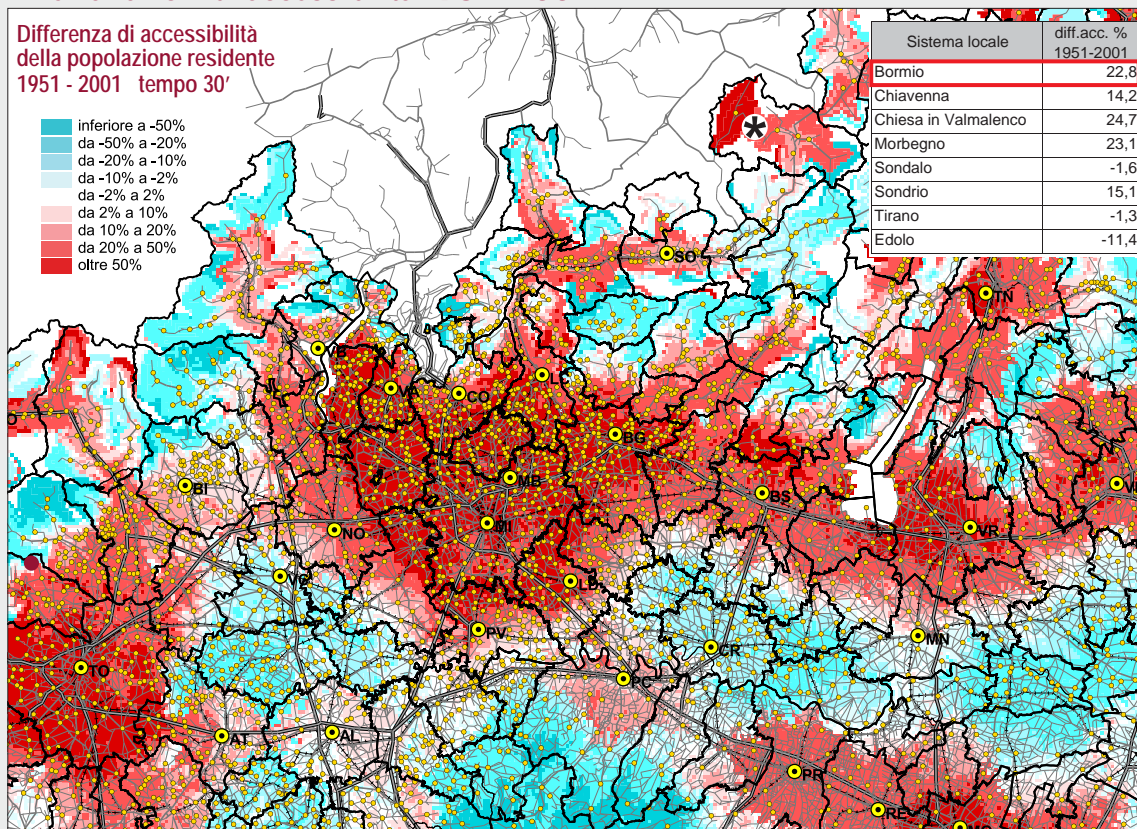 Differenza di accessibilità
della popolazione residente
1951 - 2001 tempo 30'
inferiore a -50%
da -50% a -20%
da -20% a -10%
da -10% a -2%
da -2% a 2%
da 2% a 10%
da 10% a 20%
da 20% a 50%
oltre 50%
Sistema locale diff.acc. % 1951-2001
Bormio 22,8
Chiavenna 14,2
Chiesa in Valmalenco 24,7
Morbegno 23,1
Sondalo -1,6
Sondrio 15,1
Tirano -1,3
Edolo -11,4
*
SO
TN
CO
BG
BI
MB
BS
MI
NO
VR
PV
MN
CR
TO
PC
AT
AL
PR
RE